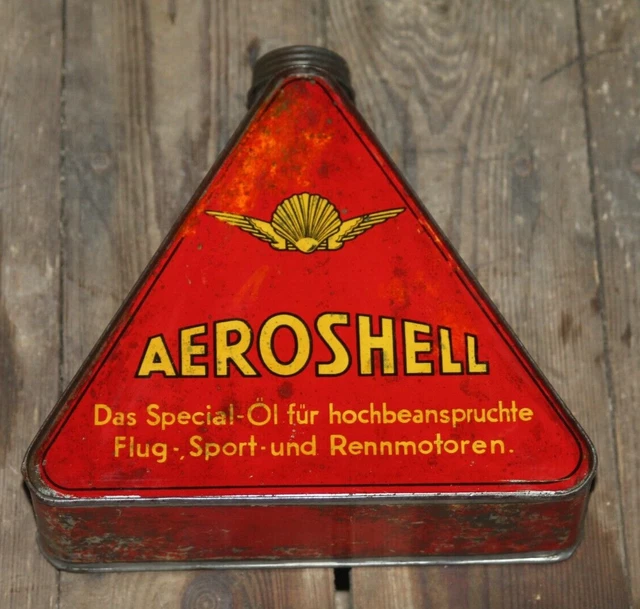 AEROSHELL
Das Special-Öl für hochbeanspruchte
Flug-, Sport- und Rennmotoren.